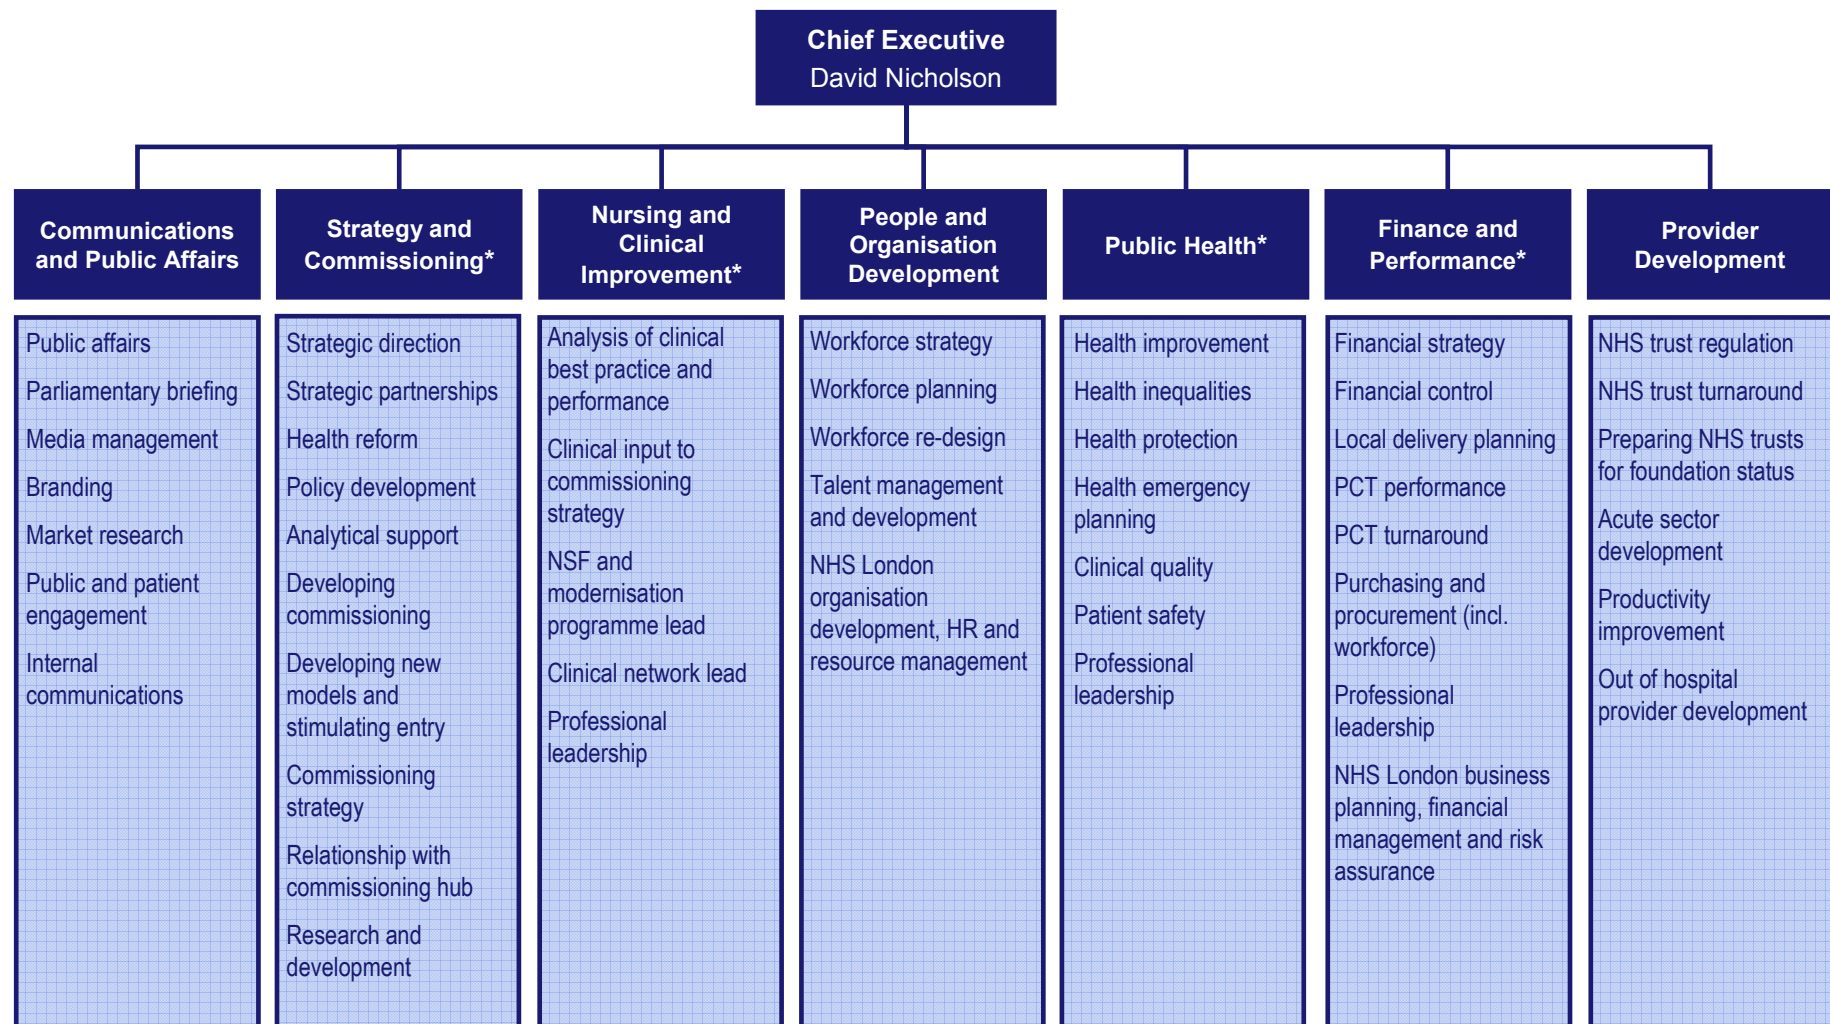 Chief Executive
David Nicholson
Communications
and Public Affairs
Public affairs
Parliamentary briefing
Media management
Branding
Market research
Public and patient
engagement
Internal
communications
Strategy and
Commissioning*
Strategic direction
Strategic partnerships
Health reform
Policy development
Analytical support
Developing
commissioning
Developing new
models and
stimulating entry
Commissioning
strategy
Relationship with
commissioning hub
Research and
development
Nursing and
Clinical
Improvement*
Analysis of clinical
best practice and
performance
Clinical input to
commissioning
strategy
NSF and
modernisation
programme lead
Clinical network lead
Professional
leadership
People and
Organisation
Development
Workforce strategy
Workforce planning
Workforce re-design
Talent management
and development
NHS London
organisation
development, HR and
resource management
Public Health*
Health improvement
Health inequalities
Health protection
Health emergency
planning
Clinical quality
Patient safety
Professional
leadership
Finance and
Performance*
Financial strategy
Financial control
Local delivery planning
PCT performance
PCT turnaround
Purchasing and
procurement (incl.
workforce)
Professional
leadership
NHS London business
planning, financial
management and risk
assurance
Provider
Development
NHS trust regulation
NHS trust turnaround
Preparing NHS trusts
for foundation status
Acute sector
development
Productivity
improvement
Out of hospital
provider development